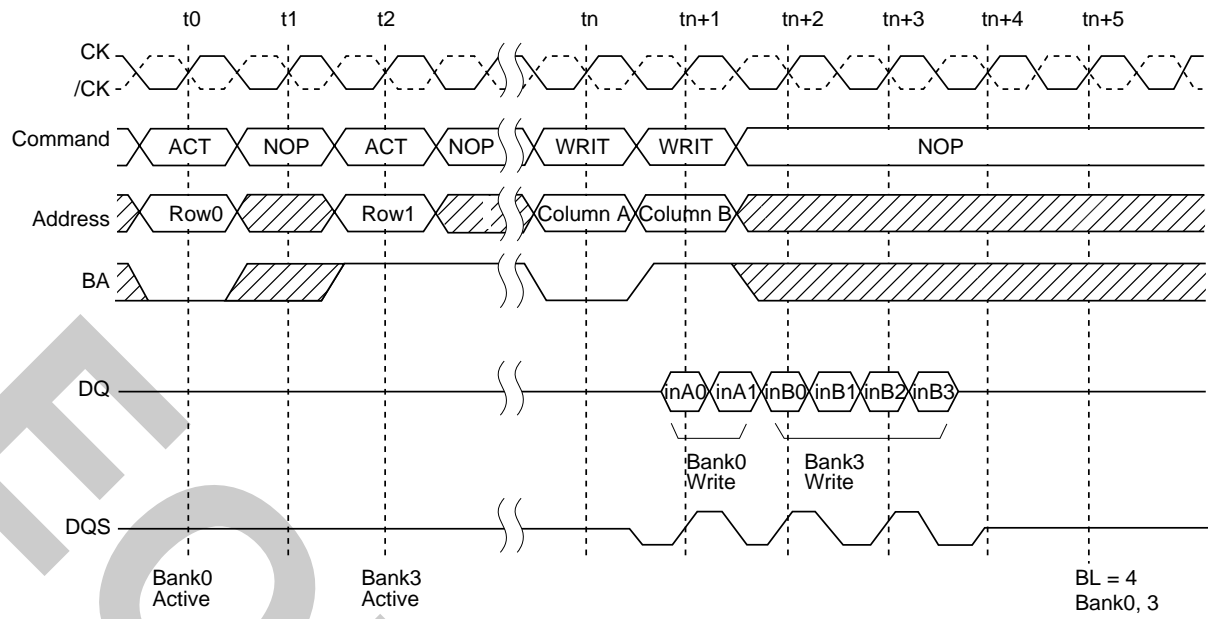 t0 t1 t2 tn tn+1 tn+2 tn+3 tn+4 tn+5
CK
/CK
Command ACT NOP ACT NOP WRIT WRIT NOP
Address Row0 Row1 Column A Column B
BA
DQ inA0 inA1 inB0 inB1 inB2 inB3
Bank0 Bank3
Write Write
DQS
Bank0 Bank3 BL = 4
Active Active Bank0, 3